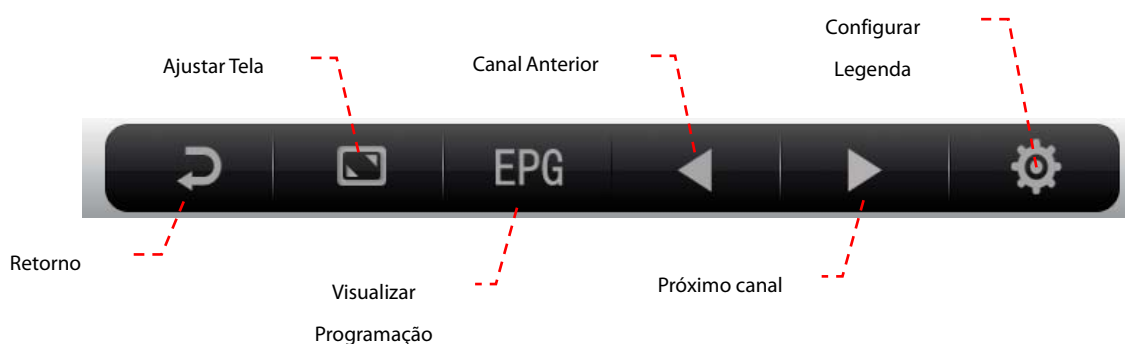 Configurar
Legenda
Ajustar Tela
Canal Anterior
EPG
Retorno
Visualizar
Programação
Próximo canal